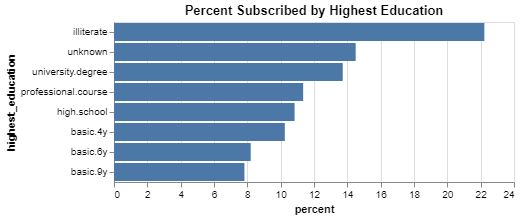 Percent Subscribed by Highest Education
highest_education
illiterate
unknown
university.degree
professional.course
high.school
basic.4y
basic.6y
basic.9y
0 2 4 6 8 10 12 14 16 18 20 22 24
percent